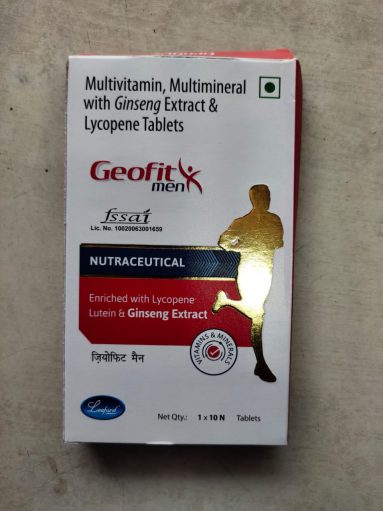 Multivitamin, Multimineral
with Ginseng Extract &
Lycopene Tablets
Geofit
men
fssai
Lic. No. 10020063001659
NUTRACEUTICAL
Enriched with Lycopene
Lutein & Ginseng Extract
VITAMINS & MINERALS
ज़ियोफिट मैन
Leeford
Net Qty.: 1 x 10 N Tablets